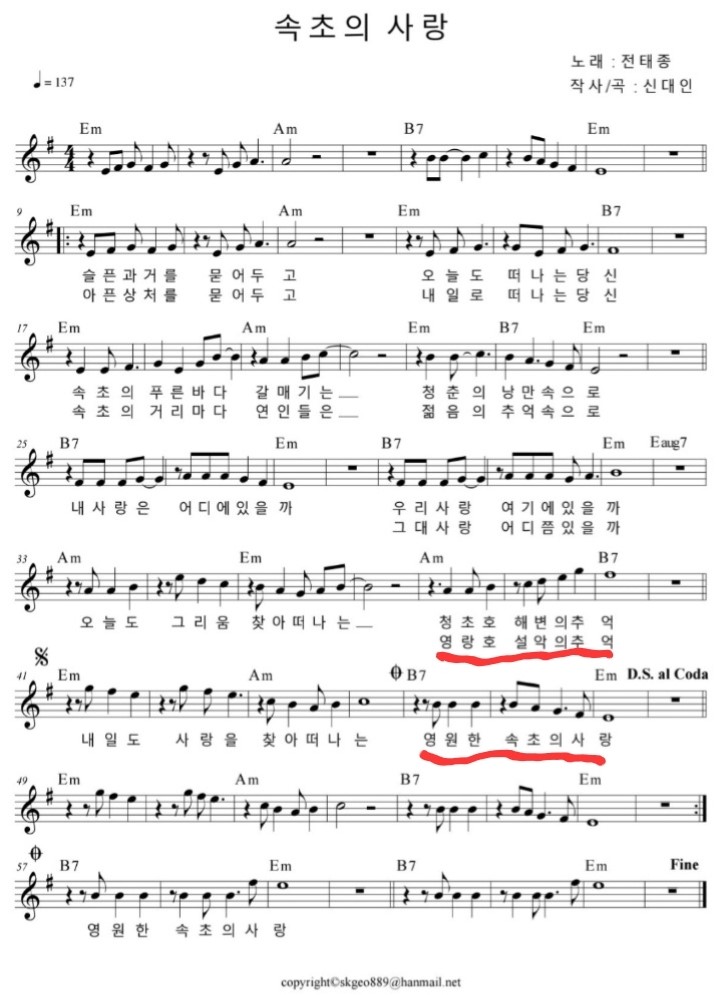 속초의 사랑
노래 : 전태종
♩ = 137
작사/곡 : 신대인
Em Am B7 Em
9
Em Am Em B7
슬픈과거를 묻어두고 오늘도 떠나는당신
아픈상처를 묻어두고 내일로 떠나는당신
17
Em Am Em B7 Em
속초의 푸른바다 갈매기는__ 청춘의 낭만속으로
속초의 거리마다 연인들은__ 젊음의 추억속으로
25
B7 Em B7 Em Eaug7
내사랑은 어디에있을까 우리사랑 여기에있을까
그대사랑 어디쯤있을까
33
Am Em Am B7
오늘도 그리움 찾아떠나는__ 청초호 해변의추억
영랑호 설악의추억
41
Em Am B7 Em D.S. al Coda
내일도 사랑을 찾아떠나는 영원한 속초의사랑
49
Em Am B7 Em
57
B7 Em B7 Em Fine
영원한 속초의사랑
copyright©skgeo889@hanmail.net